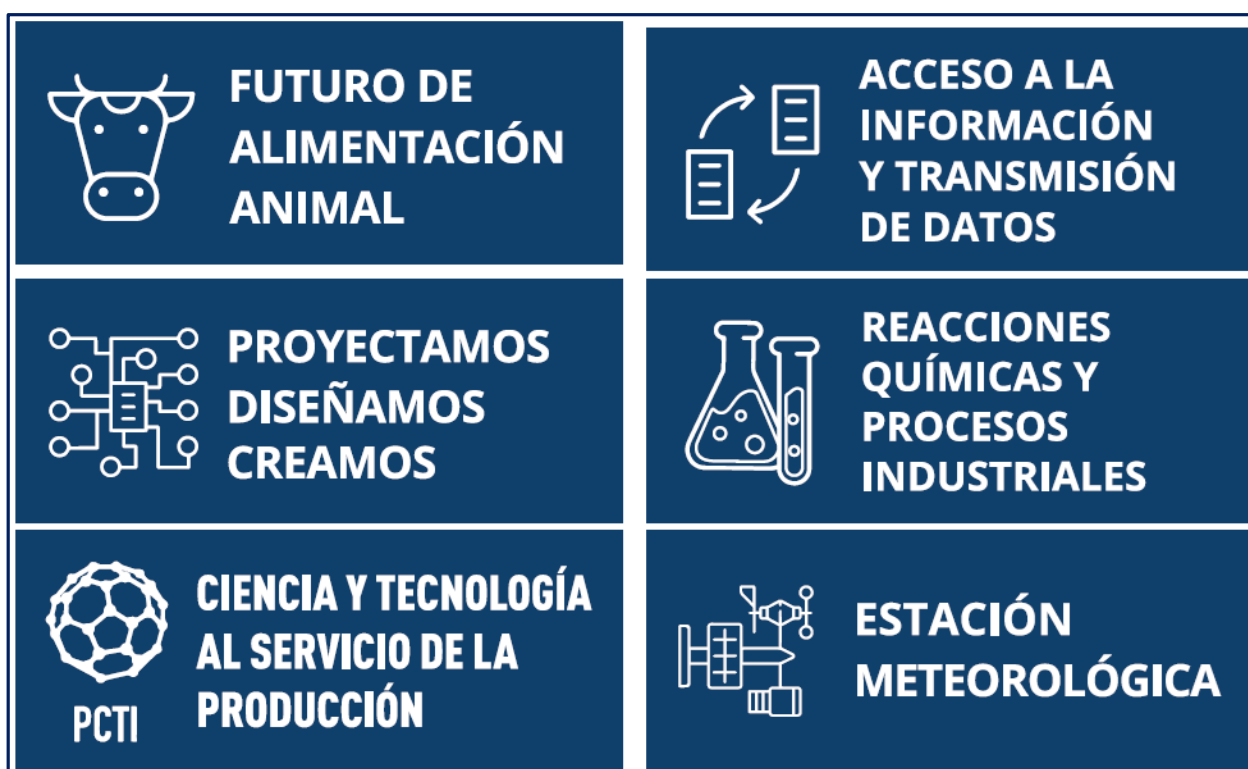 FUTURO DE
ALIMENTACIÓN
ANIMAL
ACCESO A LA
INFORMACIÓN
Y TRANSMISIÓN
DE DATOS
PROYECTAMOS
DISEÑAMOS
CREAMOS
REACCIONES
QUÍMICAS Y
PROCESOS
INDUSTRIALES
PCTI
CIENCIA Y TECNOLOGÍA
AL SERVICIO DE LA
PRODUCCIÓN
ESTACIÓN
METEOROLÓGICA